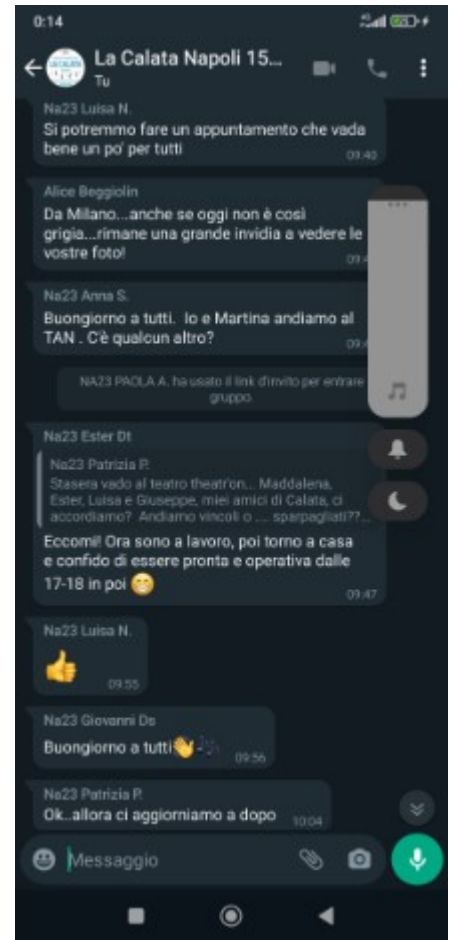 0:14
La Calata Napoli 15...
Tu
Na23 Luisa N.
Si potremmo fare un appuntamento che vada
bene un po' per tutti
09:40
Alice Beggiolin
Da Milano...anche se oggi non è così
grigia...rimane una grande invidia a vedere le
vostre foto!
09:4
Na23 Anna S.
Buongiorno a tutti. Io e Martina andiamo al
TAN . C'è qualcun altro?
09:4
NA23 PAOLA A. ha usato il link d'invito per entrare
gruppo.
Na23 Ester Dt
Na23 Patrizia P.
Stasera vado al teatro theatr'on... Maddalena,
Ester, Luisa e Giuseppe, miei amici di Calata, ci
accordiamo? Andiamo vincoli o .... sparpagliati??...
Eccomi! Ora sono a lavoro, poi torno a casa
e confido di essere pronta e operativa dalle
17-18 in poi 😁
09:47
Na23 Luisa N.
👍
09:55
Na23 Giovanni Ds
Buongiorno a tutti👋🎶
09:56
Na23 Patrizia P.
Ok..allora ci aggiorniamo a dopo
10:04
Messaggio